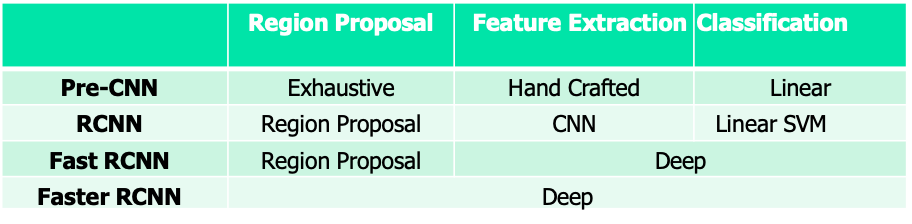 Region Proposal Feature Extraction Classification
Pre-CNN Exhaustive Hand Crafted Linear
RCNN Region Proposal CNN Linear SVM
Fast RCNN Region Proposal Deep
Faster RCNN Deep